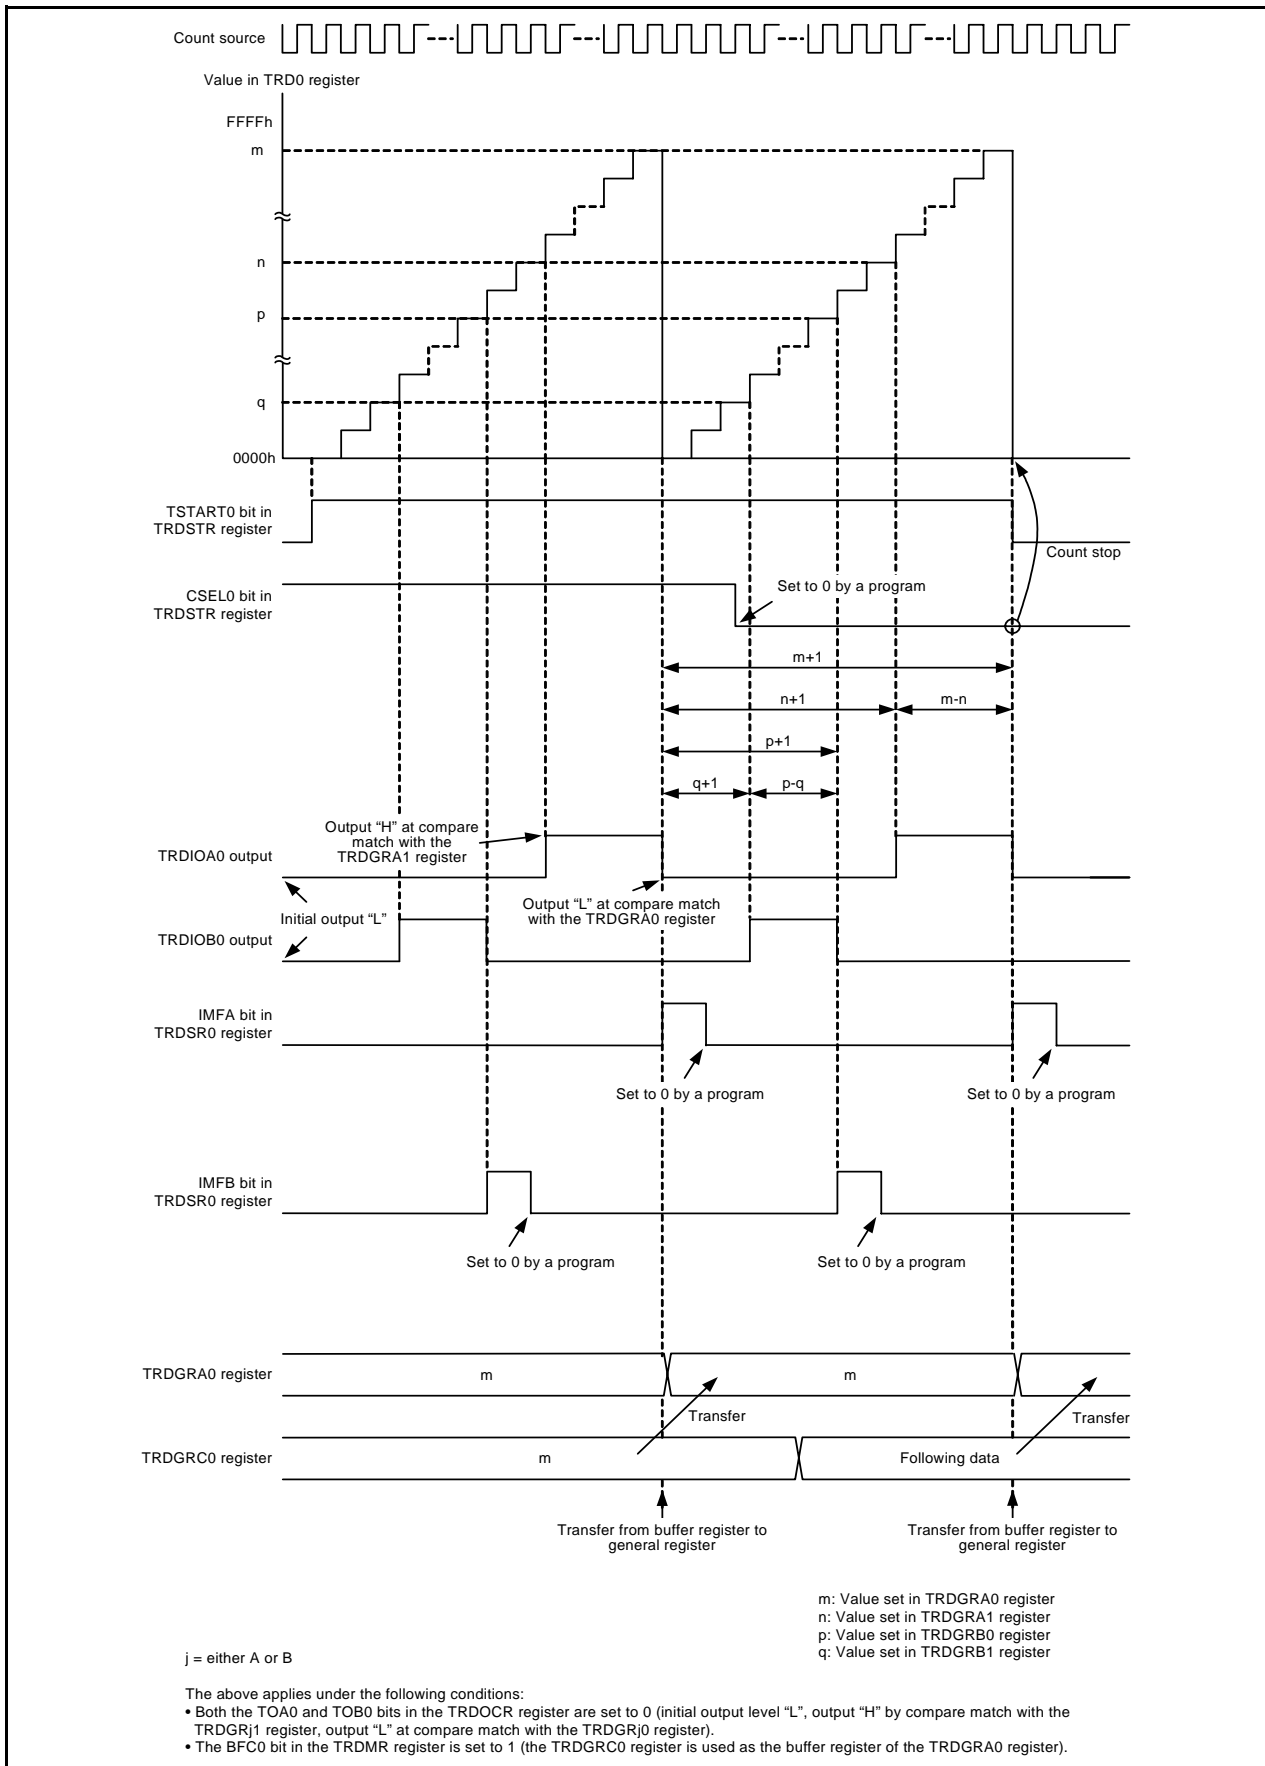 Count source
Value in TRD0 register
FFFFh
m
n
p
q
0000h
TSTART0 bit in
TRDSTR register
Count stop
CSEL0 bit in
TRDSTR register
Set to 0 by a program
m+1
n+1
m-n
p+1
q+1
p-q
Output “H” at compare
match with the
TRDGRA1 register
TRDIOA0 output
Output “L” at compare match
with the TRDGRA0 register
Initial output “L”
TRDIOB0 output
IMFA bit in
TRDSR0 register
Set to 0 by a program
Set to 0 by a program
IMFB bit in
TRDSR0 register
Set to 0 by a program
Set to 0 by a program
TRDGRA0 register
m
m
Transfer
Transfer
TRDGRC0 register
m
Following data
Transfer from buffer register to
general register
Transfer from buffer register to
general register
m: Value set in TRDGRA0 register
n: Value set in TRDGRA1 register
p: Value set in TRDGRB0 register
q: Value set in TRDGRB1 register
j = either A or B
The above applies under the following conditions:
• Both the TOA0 and TOB0 bits in the TRDOCR register are set to 0 (initial output level “L”, output “H” by compare match with the
TRDGRj1 register, output “L” at compare match with the TRDGRj0 register).
• The BFC0 bit in the TRDMR register is set to 1 (the TRDGRC0 register is used as the buffer register of the TRDGRA0 register).